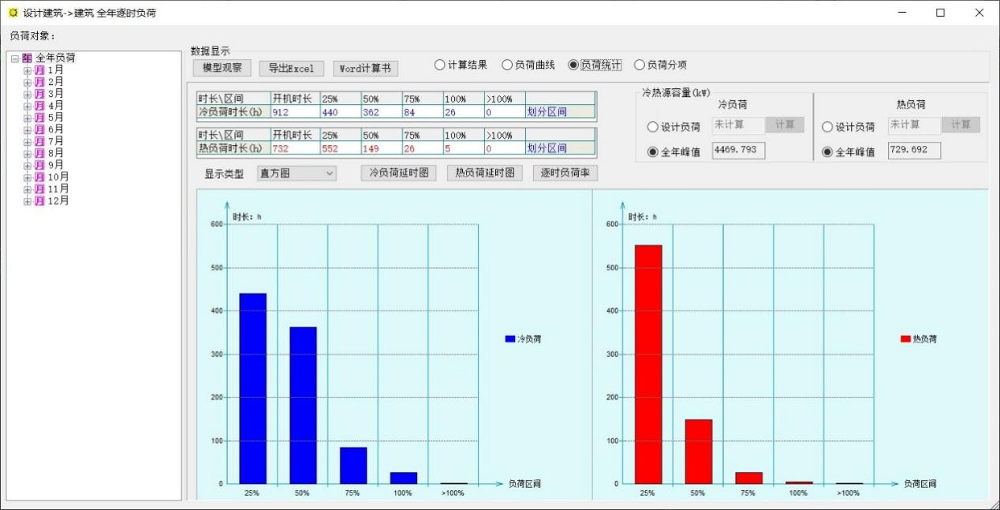 设计建筑->建筑 全年逐时负荷
负荷对象:
年 全年负荷
月 1月
月 2月
月 3月
月 4月
月 5月
月 6月
月 7月
月 8月
月 9月
月 10月
月 11月
月 12月
数据显示
模型观察 导出Excel Word计算书 计算结果 负荷曲线 负荷统计 负荷分项
时长\区间 开机时长 25% 50% 75% 100% >100%
冷负荷时长(h) 912 440 362 84 26 0 划分区间
时长\区间 开机时长 25% 50% 75% 100% >100%
热负荷时长(h) 732 552 149 26 5 0 划分区间
冷热源容量(kW)
冷负荷 热负荷
设计负荷 未计算 计算 设计负荷 未计算 计算
全年峰值 4469.793 全年峰值 729.692
显示类型 直方图 冷负荷延时图 热负荷延时图 逐时负荷率
时长: h
600
500
400
300
200
100
0
25% 50% 75% 100% >100%
负荷区间
冷负荷
时长: h
600
500
400
300
200
100
0
25% 50% 75% 100% >100%
负荷区间
热负荷